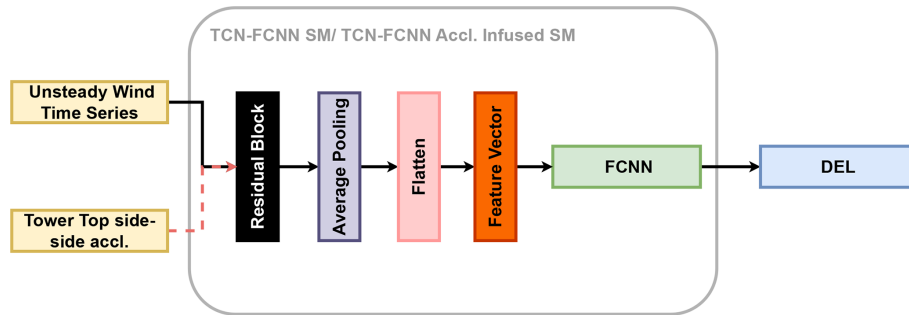 TCN-FCNN SM/ TCN-FCNN Accl. Infused SM
Unsteady Wind
Time Series
Tower Top side-
side accl.
Residual Block
Average Pooling
Flatten
Feature Vector
FCNN
DEL